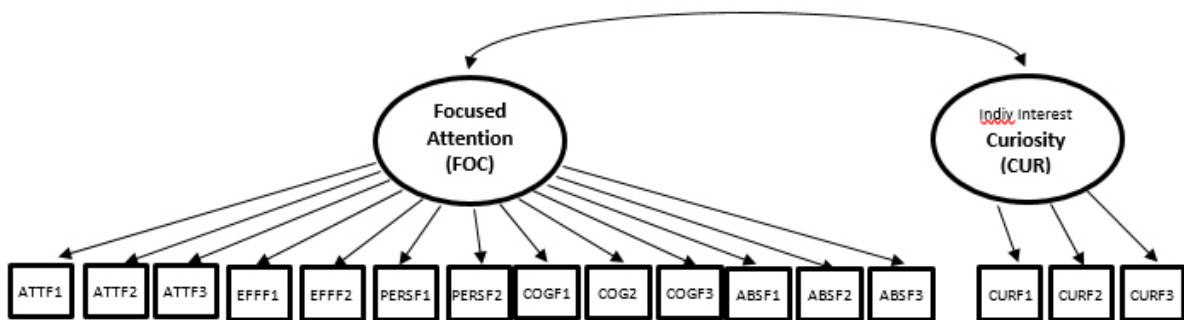 Focused
Attention
(FOC)
Indiv Interest
Curiosity
(CUR)
ATTF1 ATTF2 ATTF3 EFFF1 EFFF2 PERSF1 PERSF2 COGF1 COG2 COGF3 ABSF1 ABSF2 ABSF3 CURF1 CURF2 CURF3